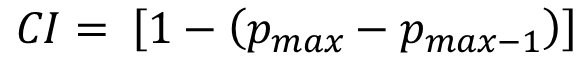 CI = [1 − (p_max − p_max−1)]